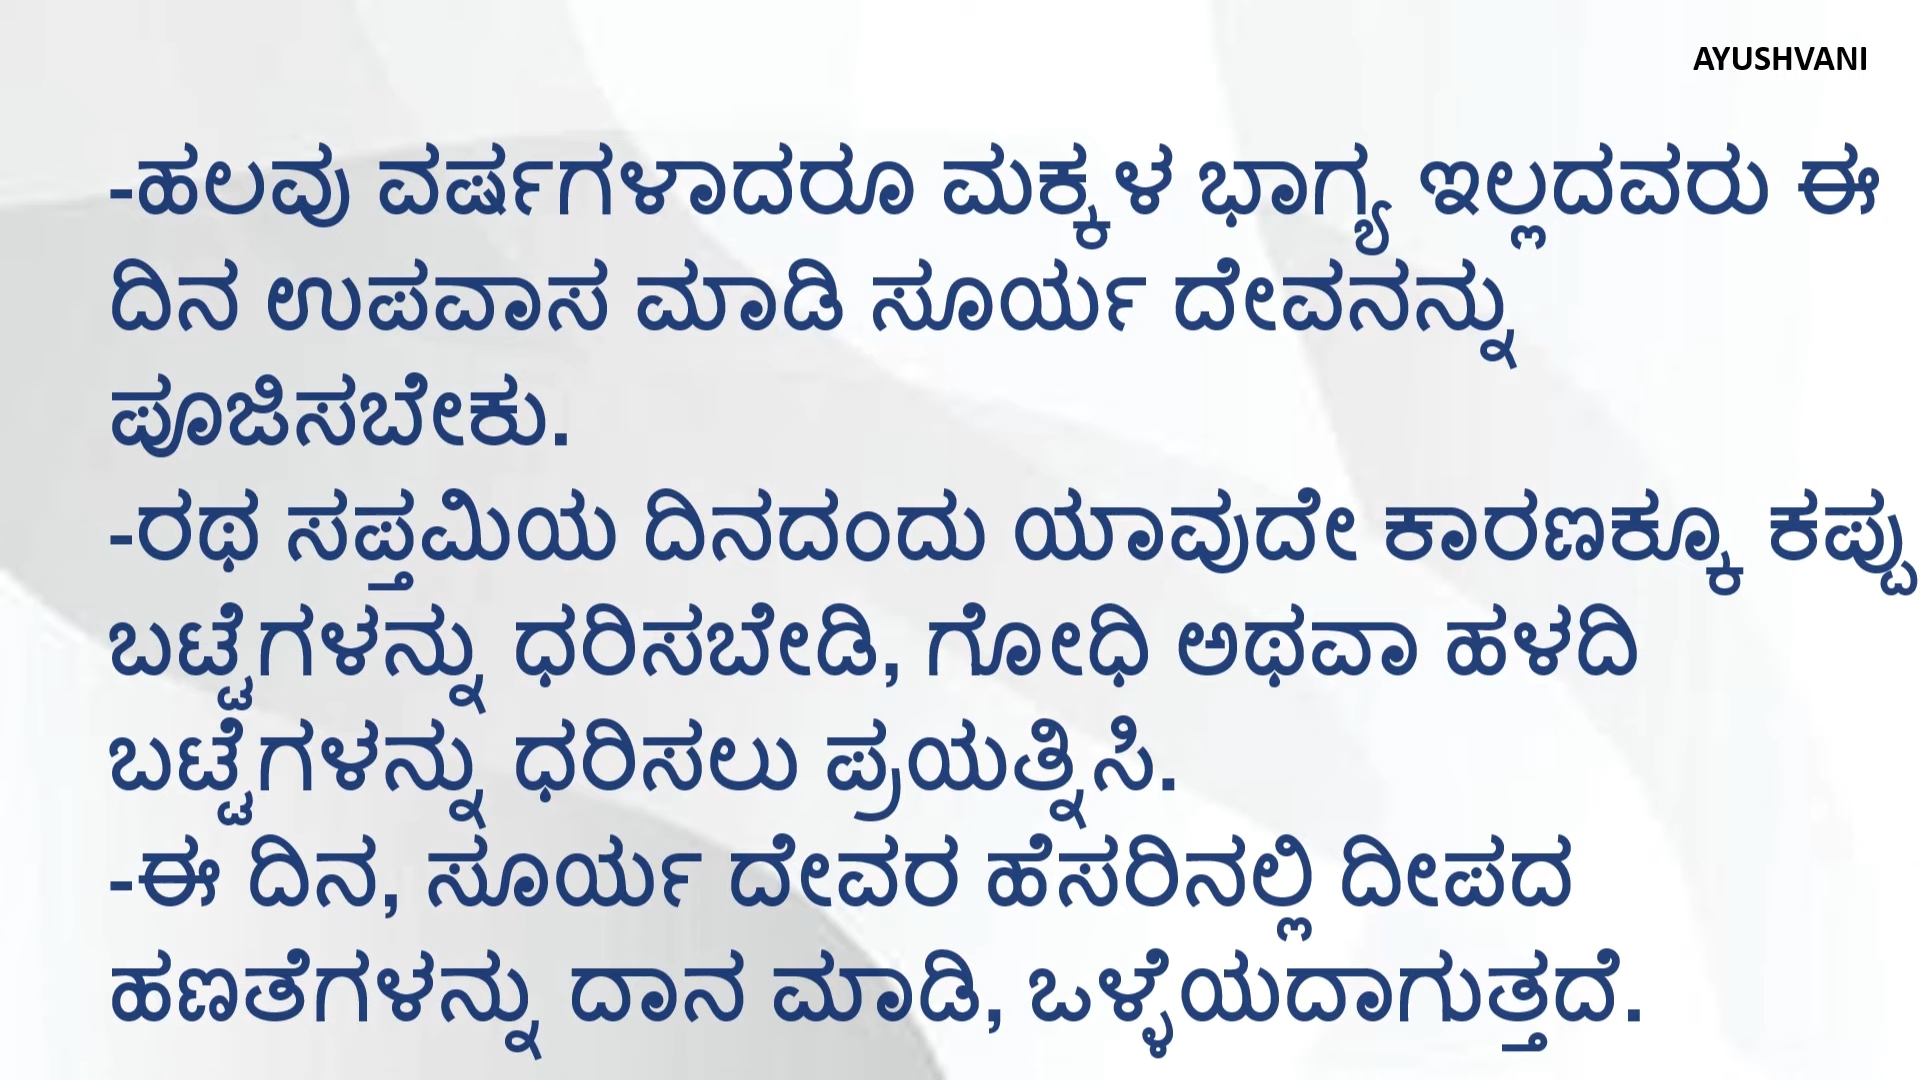 AYUSHVANI
-ಹಲವು ವರ್ಷಗಳಾದರೂ ಮಕ್ಕಳ ಭಾಗ್ಯ ಇಲ್ಲದವರು ಈ
ದಿನ ಉಪವಾಸ ಮಾಡಿ ಸೂರ್ಯ ದೇವನನ್ನು
ಪೂಜಿಸಬೇಕು.
-ರಥ ಸಪ್ತಮಿಯ ದಿನದಂದು ಯಾವುದೇ ಕಾರಣಕ್ಕೂ ಕಪ್ಪು
ಬಟ್ಟೆಗಳನ್ನು ಧರಿಸಬೇಡಿ, ಗೋಧಿ ಅಥವಾ ಹಳದಿ
ಬಟ್ಟೆಗಳನ್ನು ಧರಿಸಲು ಪ್ರಯತ್ನಿಸಿ.
-ಈ ದಿನ, ಸೂರ್ಯ ದೇವರ ಹೆಸರಿನಲ್ಲಿ ದೀಪದ
ಹಣತೆಗಳನ್ನು ದಾನ ಮಾಡಿ, ಒಳ್ಳೆಯದಾಗುತ್ತದೆ.